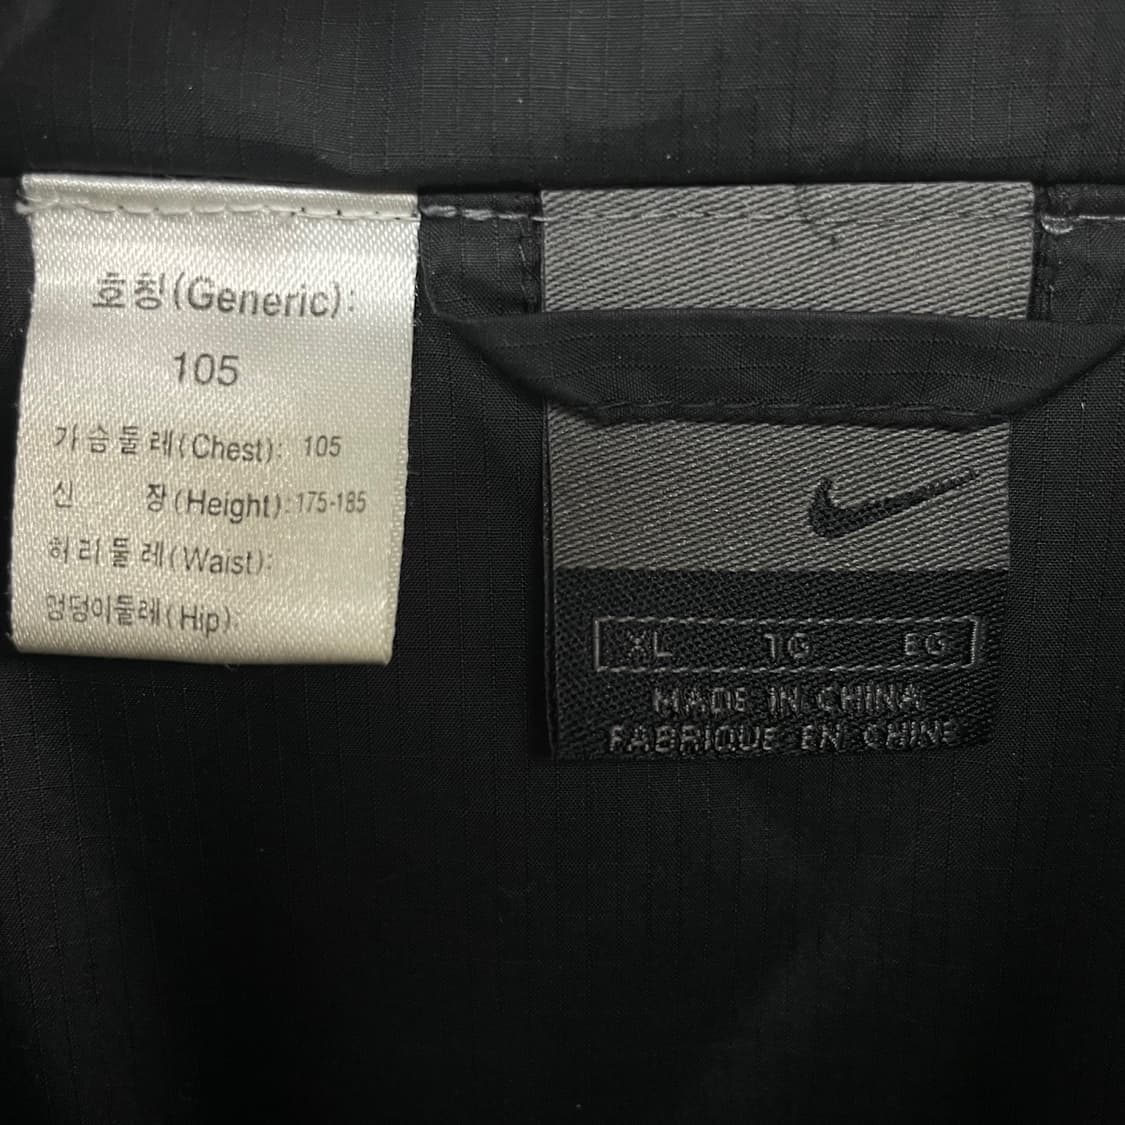 호칭(Generic):
105
가슴둘레(Chest): 105
신 장(Height):175-185
허리둘레(Waist):
엉덩이둘레(Hip):
XL TG EG
MADE IN CHINA
FABRIQUE EN CHINE